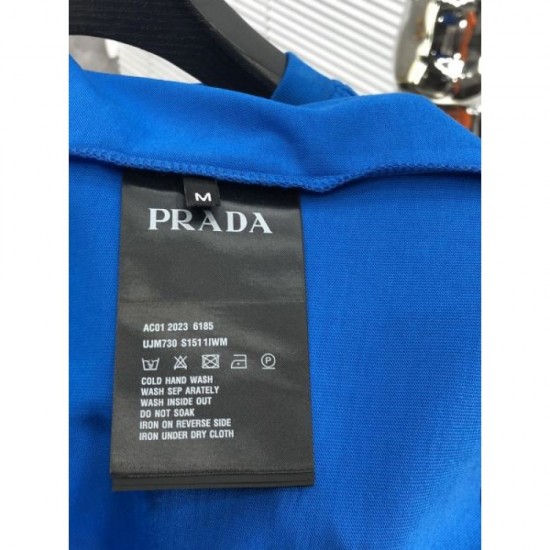 M
PRADA
AC01 2023 6185
UJM730 S1511IWM
P
COLD HAND WASH
WASH SEP ARATELY
WASH INSIDE OUT
DO NOT SOAK
IRON ON REVERSE SIDE
IRON UNDER DRY CLOTH